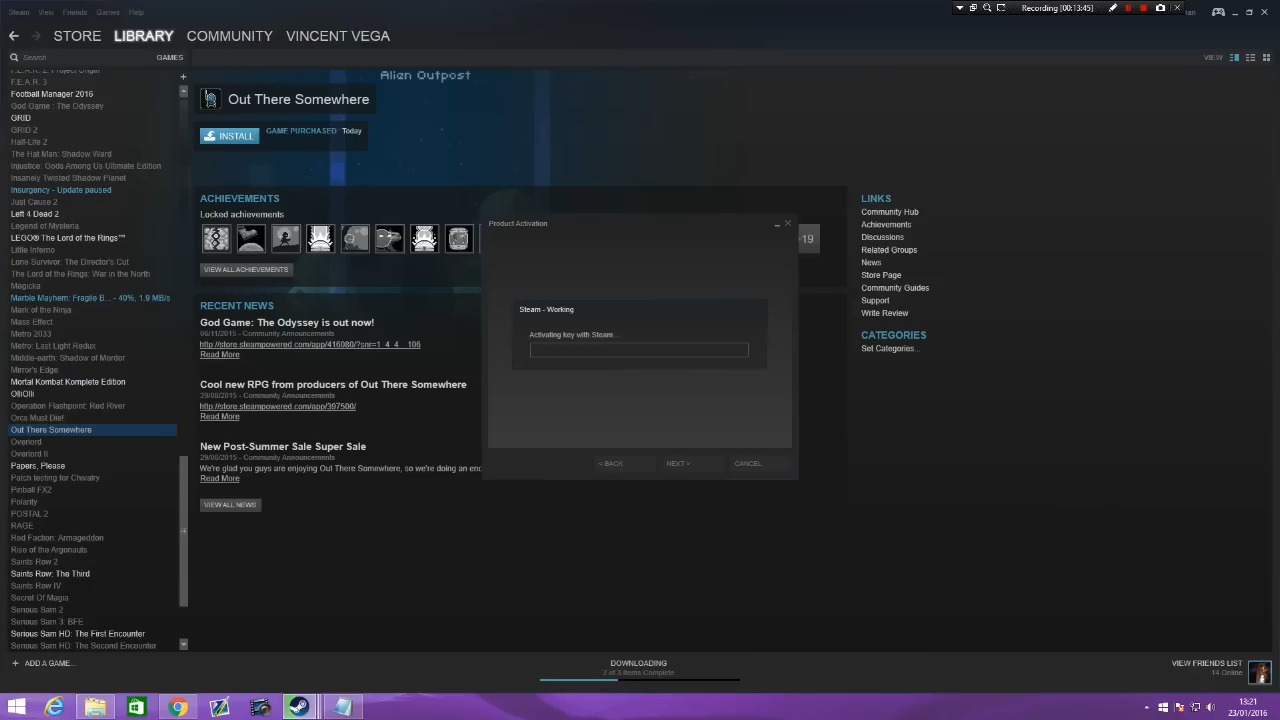 Steam View Friends Games Help
Recording [00:13:45]
STORE LIBRARY COMMUNITY VINCENT VEGA
Search GAMES
VIEW
F.E.A.R. 2: Project Origin
F.E.A.R. 3
Football Manager 2016
God Game : The Odyssey
GRID
GRID 2
Half-Life 2
The Hat Man: Shadow Ward
Injustice: Gods Among Us Ultimate Edition
Insanely Twisted Shadow Planet
Insurgency - Update paused
Just Cause 2
Left 4 Dead 2
Legend of Mysteria
LEGO® The Lord of the Rings™
Little Inferno
Lone Survivor: The Director's Cut
The Lord of the Rings: War in the North
Magicka
Marble Mayhem: Fragile B... - 40%, 1.9 MB/s
Mark of the Ninja
Mass Effect
Metro 2033
Metro: Last Light Redux
Middle-earth: Shadow of Mordor
Mirror's Edge
Mortal Kombat Komplete Edition
OlliOlli
Operation Flashpoint: Red River
Orcs Must Die!
Out There Somewhere
Overlord
Overlord II
Papers, Please
Patch testing for Chivalry
Pinball FX2
Polarity
POSTAL 2
RAGE
Red Faction: Armageddon
Rise of the Argonauts
Saints Row 2
Saints Row: The Third
Saints Row IV
Secret Of Magia
Serious Sam 2
Serious Sam 3: BFE
Serious Sam HD: The First Encounter
Serious Sam HD: The Second Encounter
+ ADD A GAME...
Alien Outpost
Out There Somewhere
INSTALL GAME PURCHASED Today
ACHIEVEMENTS
Locked achievements
+19
VIEW ALL ACHIEVEMENTS
RECENT NEWS
God Game: The Odyssey is out now!
06/11/2015 - Community Announcements
http://store.steampowered.com/app/416080/?snr=1_4_4__106
Read More
Cool new RPG from producers of Out There Somewhere
29/08/2015 - Community Announcements
http://store.steampowered.com/app/397500/
Read More
New Post-Summer Sale Super Sale
29/06/2015 - Community Announcements
We're glad you guys are enjoying Out There Somewhere, so we're doing an end
Read More
VIEW ALL NEWS
Product Activation
Steam - Working
Activating key with Steam...
< BACK NEXT > CANCEL
LINKS
Community Hub
Achievements
Discussions
Related Groups
News
Store Page
Community Guides
Support
Write Review
CATEGORIES
Set Categories...
DOWNLOADING
2 of 3 Items Complete
VIEW FRIENDS LIST
14 Online
13:21
23/01/2016